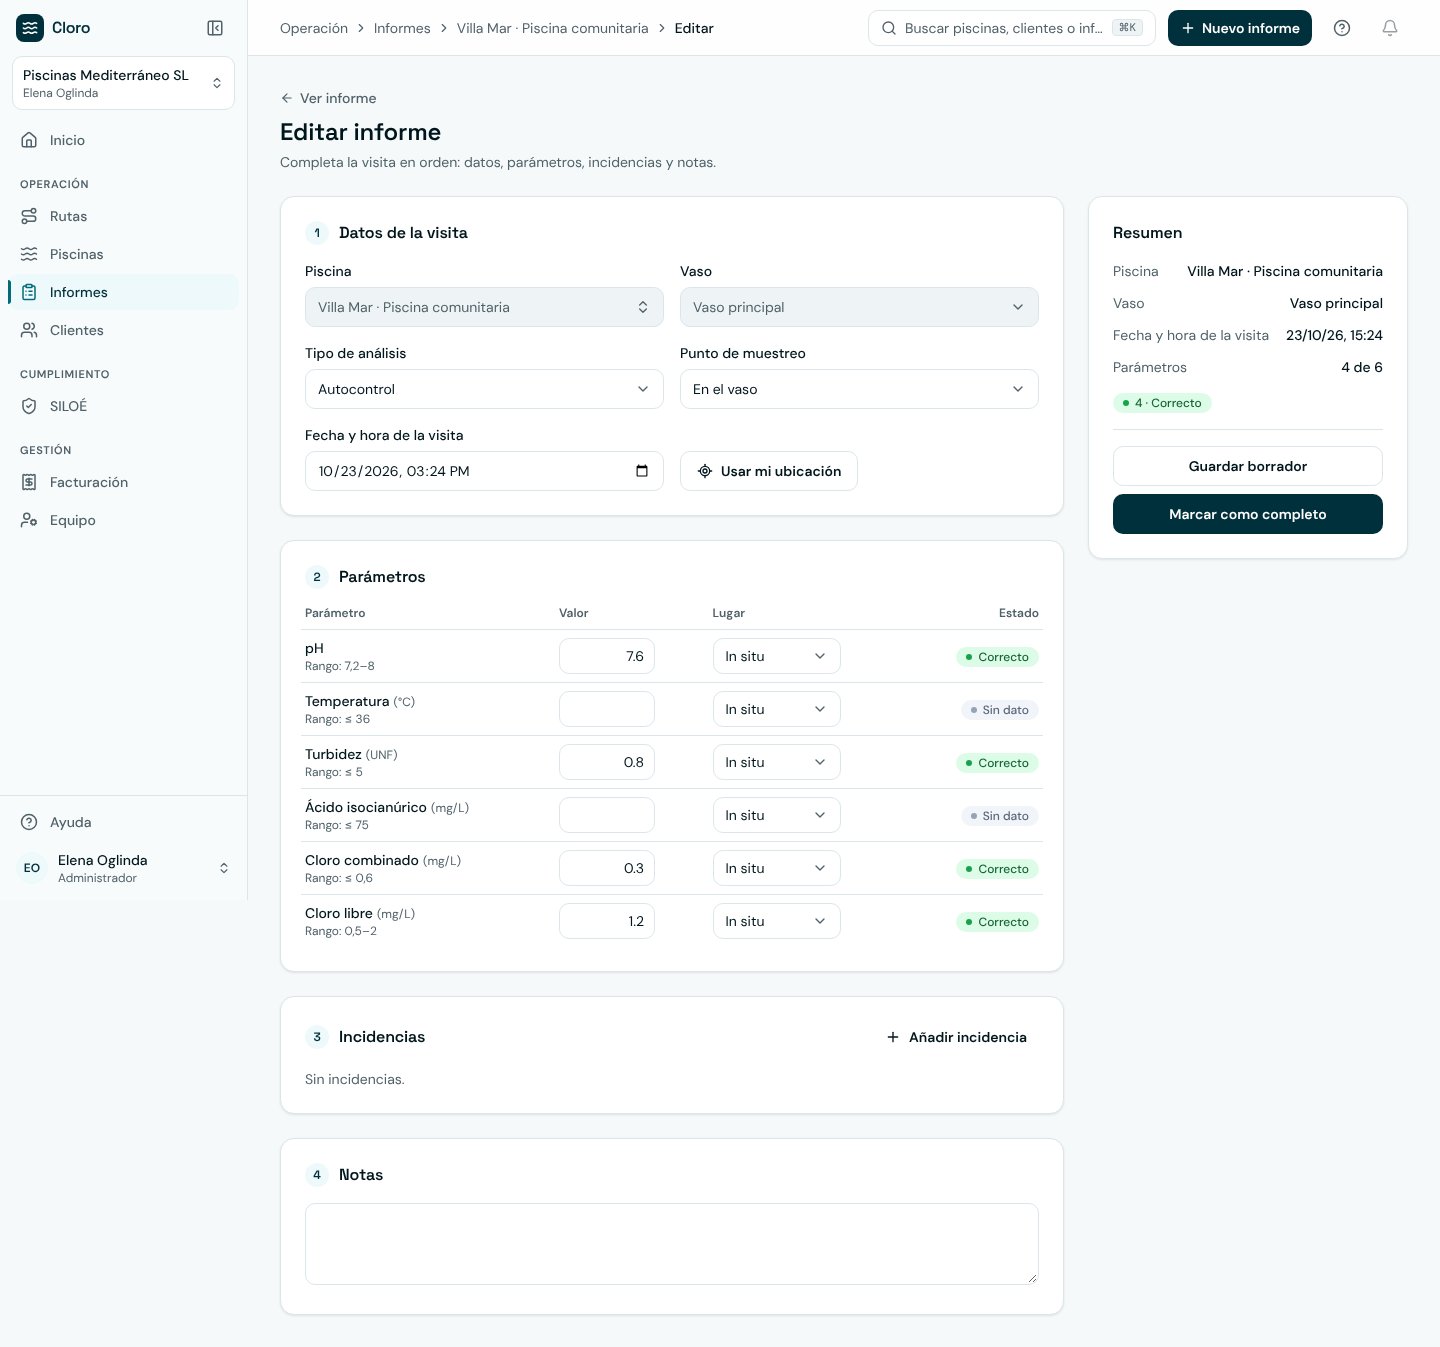 Cloro
Piscinas Mediterráneo SL
Elena Oglinda
Inicio
OPERACIÓN
Rutas
Piscinas
Informes
Clientes
CUMPLIMIENTO
SILOÉ
GESTIÓN
Facturación
Equipo
Ayuda
EO
Elena Oglinda
Administrador
Operación > Informes > Villa Mar · Piscina comunitaria > Editar
Buscar piscinas, clientes o inf… ⌘K
+ Nuevo informe
← Ver informe
Editar informe
Completa la visita en orden: datos, parámetros, incidencias y notas.
1 Datos de la visita
Piscina Vaso
Villa Mar · Piscina comunitaria Vaso principal
Tipo de análisis Punto de muestreo
Autocontrol En el vaso
Fecha y hora de la visita
10/23/2026, 03:24 PM Usar mi ubicación
2 Parámetros
Parámetro Valor Lugar Estado
pH 7.6 In situ Correcto
Rango: 7,2–8
Temperatura (°C) In situ Sin dato
Rango: ≤ 36
Turbidez (UNF) 0.8 In situ Correcto
Rango: ≤ 5
Ácido isocianúrico (mg/L) In situ Sin dato
Rango: ≤ 75
Cloro combinado (mg/L) 0.3 In situ Correcto
Rango: ≤ 0,6
Cloro libre (mg/L) 1.2 In situ Correcto
Rango: 0,5–2
3 Incidencias + Añadir incidencia
Sin incidencias.
4 Notas
Resumen
Piscina Villa Mar · Piscina comunitaria
Vaso Vaso principal
Fecha y hora de la visita 23/10/26, 15:24
Parámetros 4 de 6
4 · Correcto
Guardar borrador
Marcar como completo